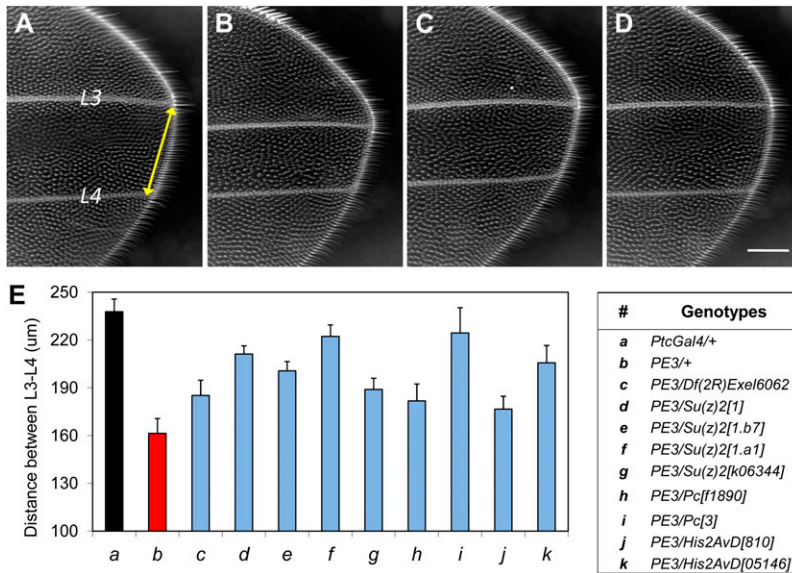 A
B
C
D
L3
L4
E
Distance between L3-L4 (um)
250
220
190
160
130
100
a b c d e f g h i j k
# Genotypes
a PtcGal4/+
b PE3/+
c PE3/Df(2R)Exel6062
d PE3/Su(z)2[1]
e PE3/Su(z)2[1.b7]
f PE3/Su(z)2[1.a1]
g PE3/Su(z)2[k06344]
h PE3/Pc[f1890]
i PE3/Pc[3]
j PE3/His2AvD[810]
k PE3/His2AvD[05146]